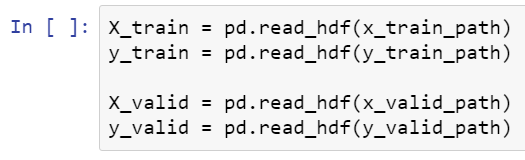 In [ ]: X_train = pd.read_hdf(x_train_path)
y_train = pd.read_hdf(y_train_path)
X_valid = pd.read_hdf(x_valid_path)
y_valid = pd.read_hdf(y_valid_path)